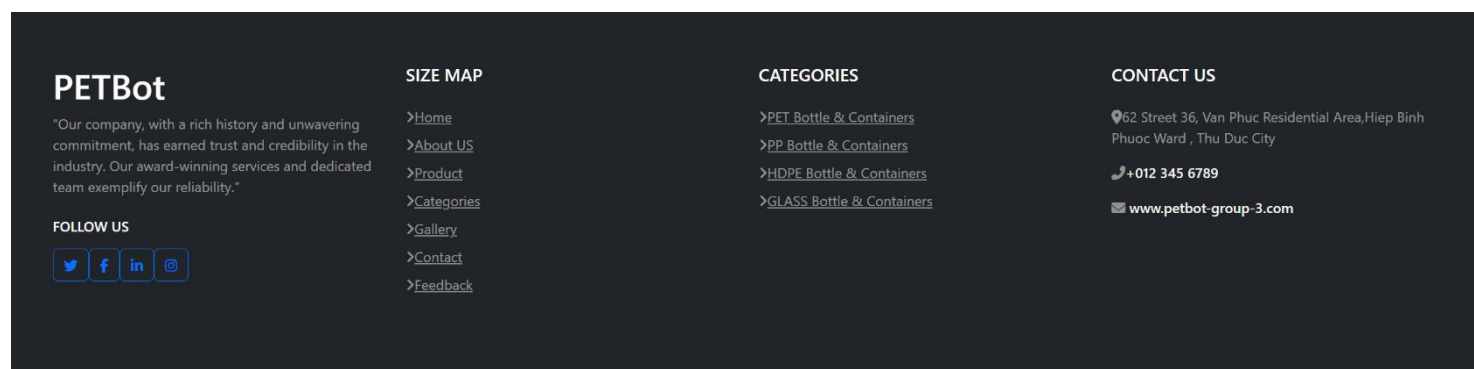 PETBot
"Our company, with a rich history and unwavering
commitment, has earned trust and credibility in the
industry. Our award-winning services and dedicated
team exemplify our reliability."
FOLLOW US
SIZE MAP
Home
About US
Product
Categories
Gallery
Contact
Feedback
CATEGORIES
PET Bottle & Containers
PP Bottle & Containers
HDPE Bottle & Containers
GLASS Bottle & Containers
CONTACT US
62 Street 36, Van Phuc Residential Area,Hiep Binh
Phuoc Ward , Thu Duc City
+012 345 6789
www.petbot-group-3.com